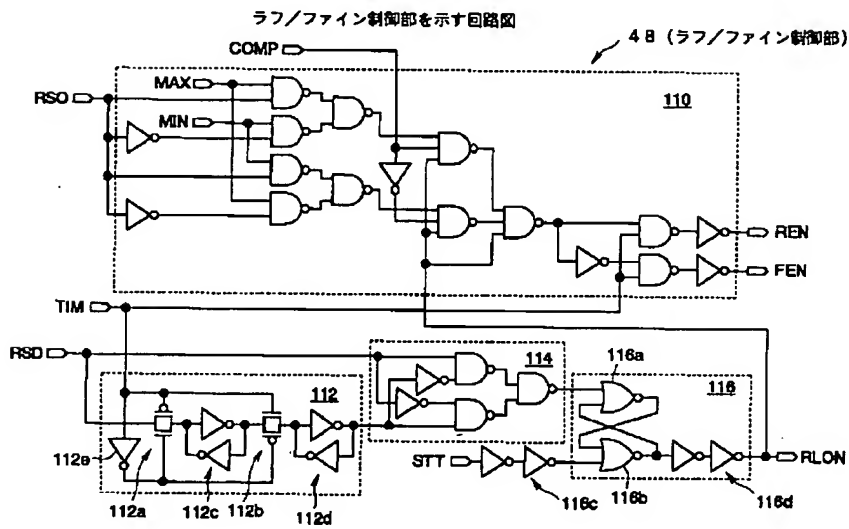 ラフ/ファイン制御部を示す回路図
COMP
48 (ラフ/ファイン制御部)
MAX
110
RSO
MIN
REN
FEN
TIM
RSD
114
116a
112
116
112e
STT
RLON
112a
112c
112b
112d
116c
116b
116d